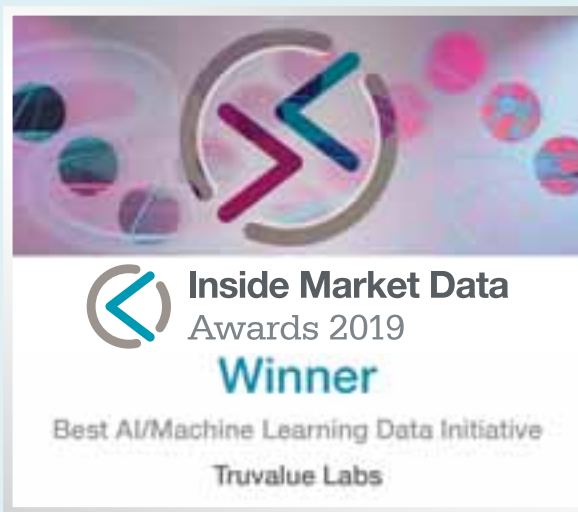 Inside Market Data
Awards 2019
Winner
Best AI/Machine Learning Data Initiative
Truvalue Labs